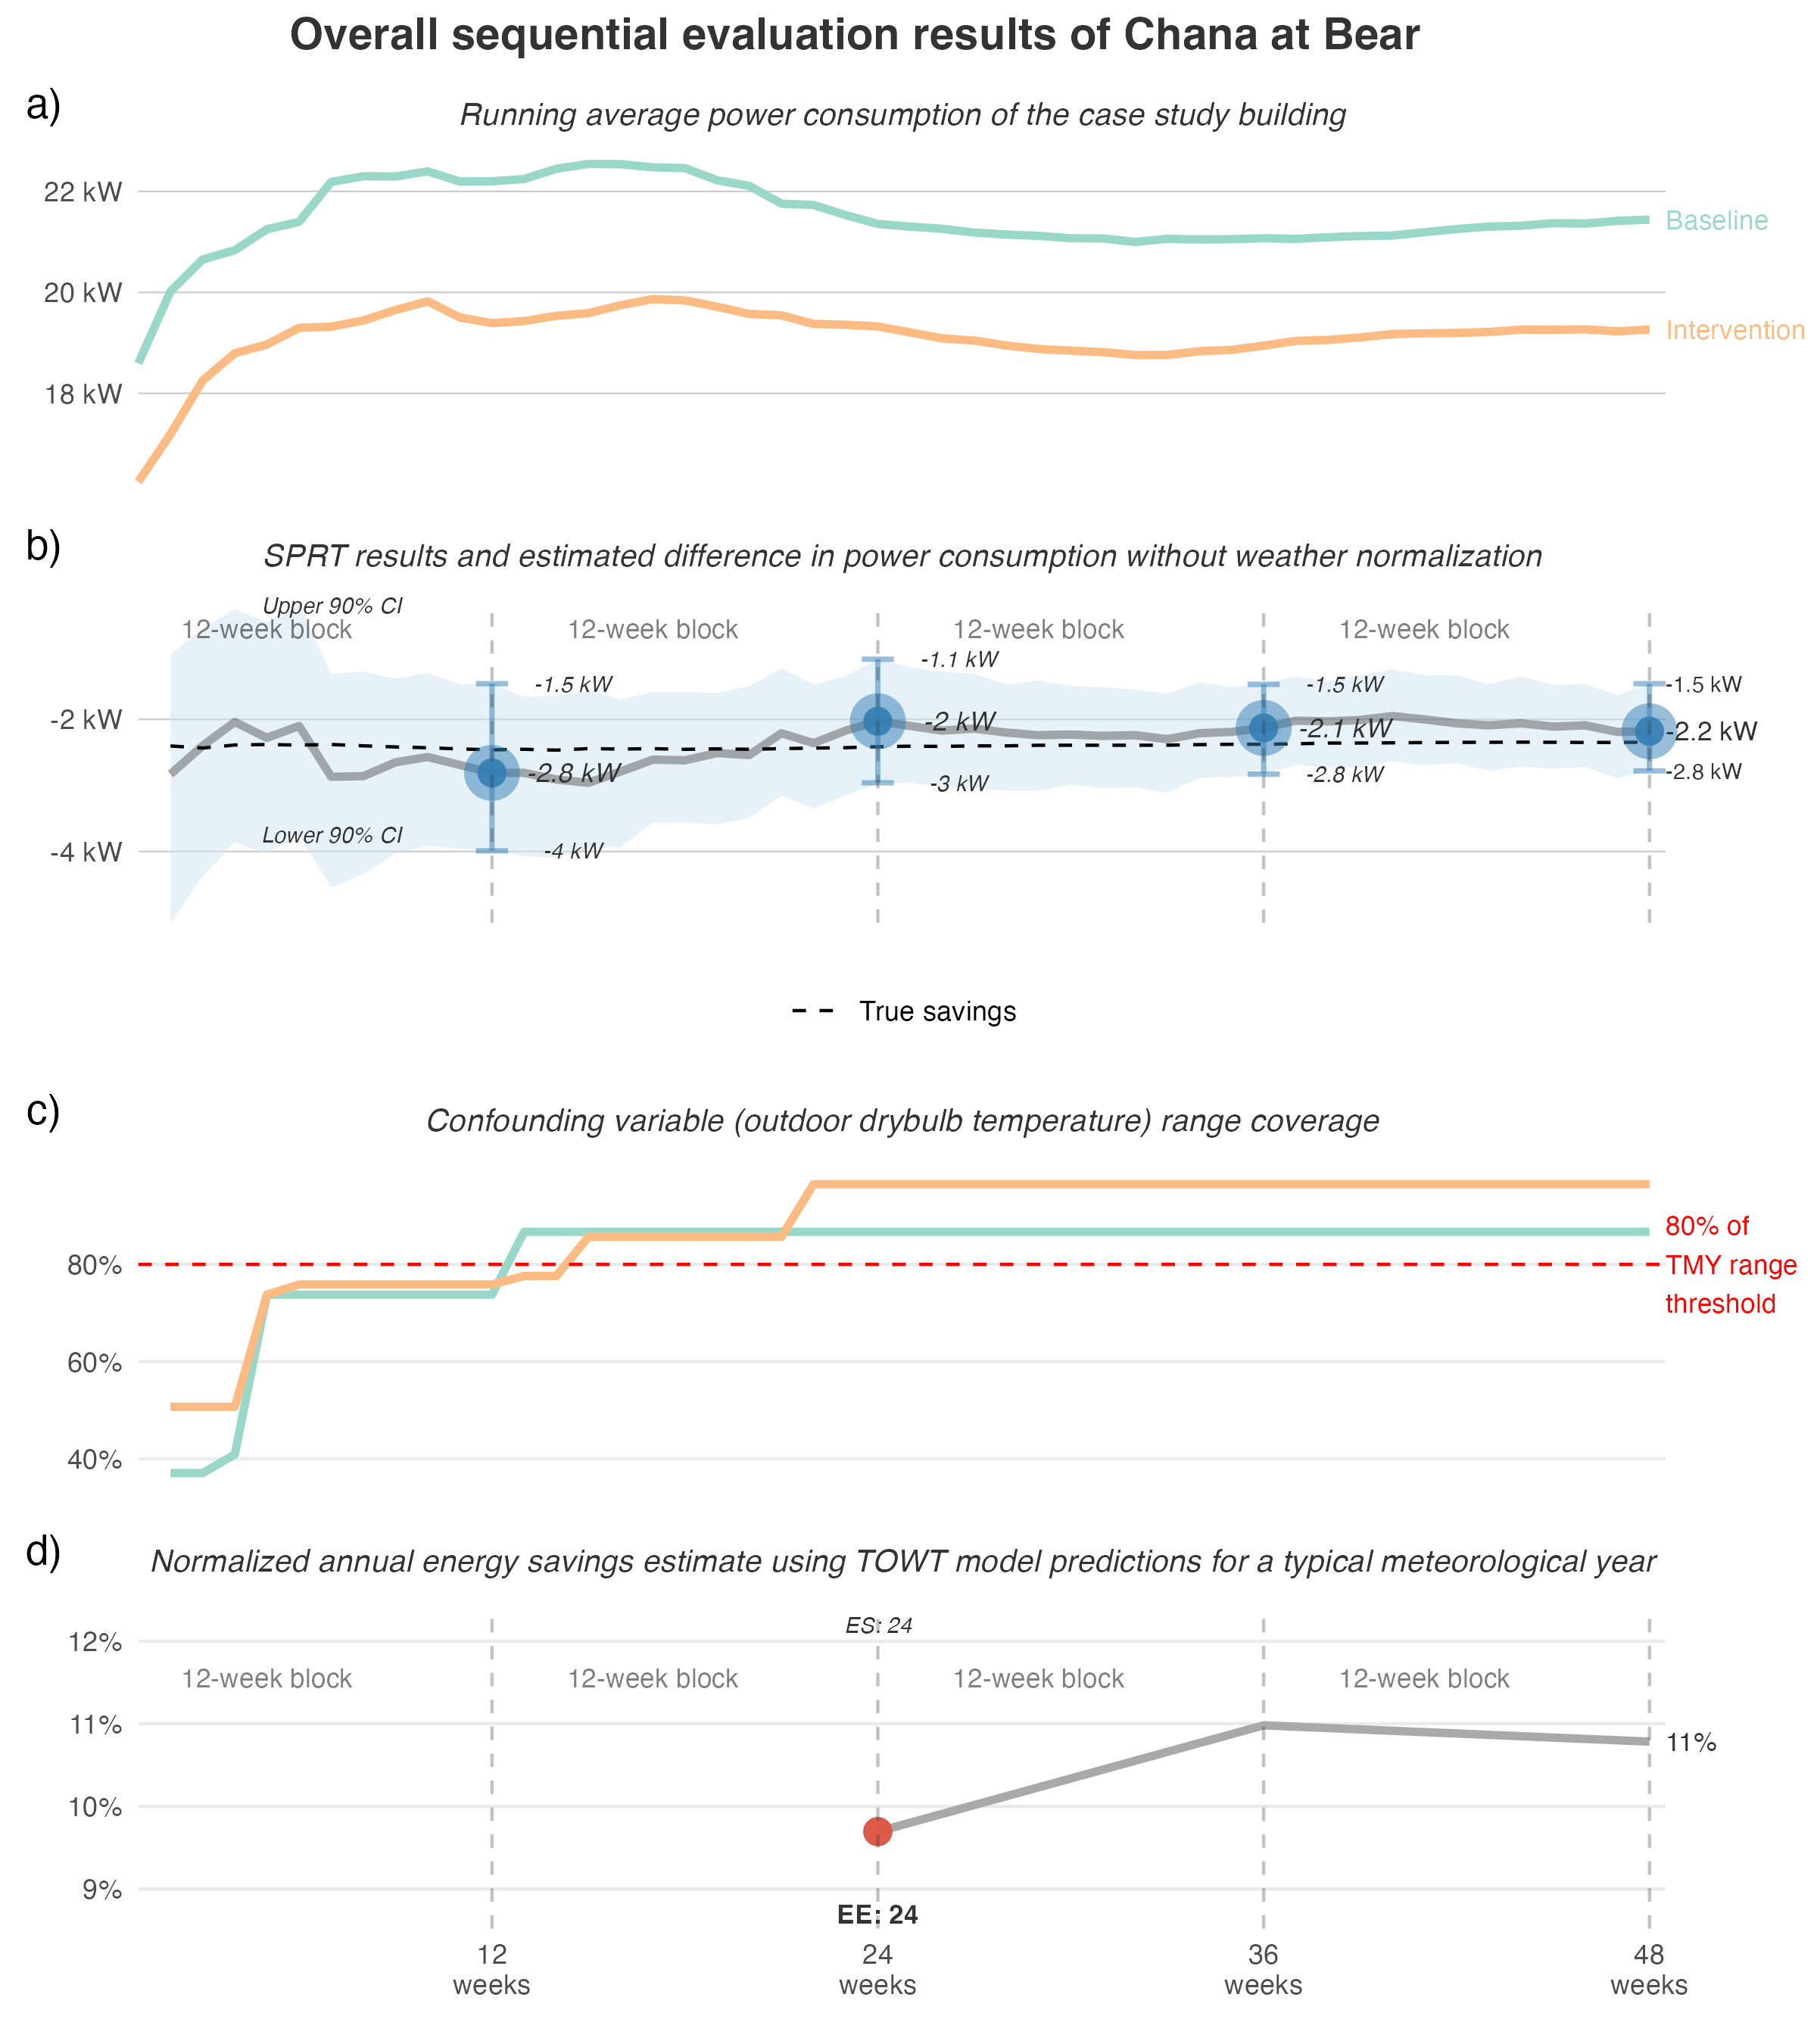 Overall sequential evaluation results of Chana at Bear
a)
Running average power consumption of the case study building
22 kW
20 kW
18 kW
Baseline
Intervention
b)
SPRT results and estimated difference in power consumption without weather normalization
Upper 90% CI
12-week block
12-week block
12-week block
12-week block
-1.1 kW
-1.5 kW
-1.5 kW
-1.5 kW
-2 kW
-2 kW
-2.1 kW
-2.2 kW
-2.8 kW
-3 kW
-2.8 kW
-2.8 kW
Lower 90% CI
-4 kW
-4 kW
True savings
c)
Confounding variable (outdoor drybulb temperature) range coverage
80%
60%
40%
80% of
TMY range
threshold
d)
Normalized annual energy savings estimate using TOWT model predictions for a typical meteorological year
ES: 24
12%
12-week block
12-week block
12-week block
12-week block
11%
11%
10%
9%
EE: 24
12
weeks
24
weeks
36
weeks
48
weeks